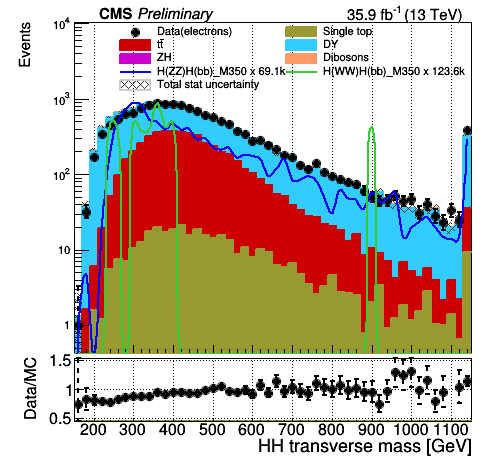 CMS Preliminary 35.9 fb⁻¹ (13 TeV)
Events
Data(electrons) Single top
tt̄ DY
ZH Dibosons
H(ZZ)H(bb)_M350 x 69.1k H(WW)H(bb)_M350 x 123.6k
Total stat uncertainty
10⁴
10³
10²
10
1
Data/MC
1.5
1
0.5
200 300 400 500 600 700 800 900 1000 1100
HH transverse mass [GeV]